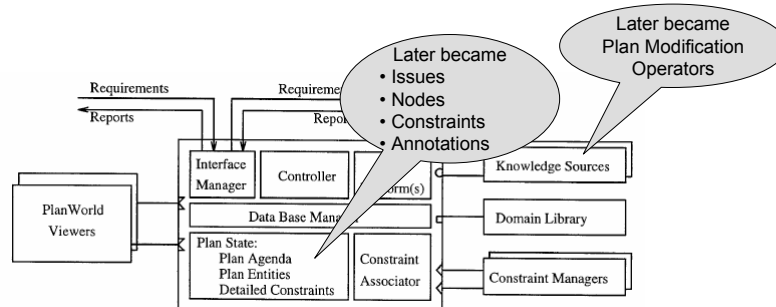 Later became
• Issues
• Nodes
• Constraints
• Annotations
Later became
Plan Modification
Operators
Requirements
Reports
Interface
Manager
Controller
Knowledge Sources
PlanWorld
Viewers
Data Base
Domain Library
Plan State:
Plan Agenda
Plan Entities
Detailed Constraints
Constraint
Associator
Constraint Managers